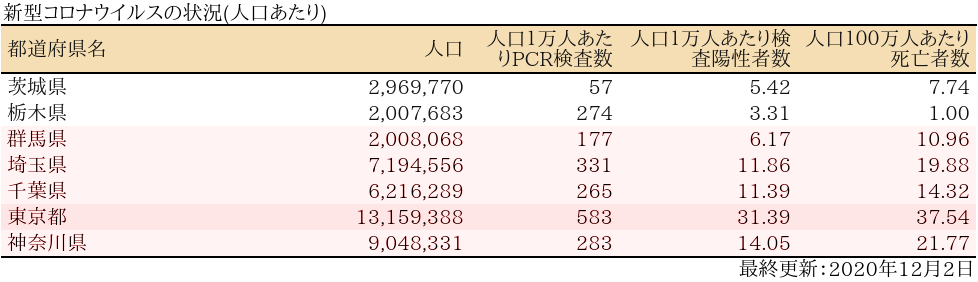 新型コロナウイルスの状況(人口あたり)
都道府県名 人口 人口1万人あたりPCR検査数 人口1万人あたり検査陽性者数 人口100万人あたり死亡者数
茨城県 2,969,770 57 5.42 7.74
栃木県 2,007,683 274 3.31 1.00
群馬県 2,008,068 177 6.17 10.96
埼玉県 7,194,556 331 11.86 19.88
千葉県 6,216,289 265 11.39 14.32
東京都 13,159,388 583 31.39 37.54
神奈川県 9,048,331 283 14.05 21.77
最終更新：2020年12月2日